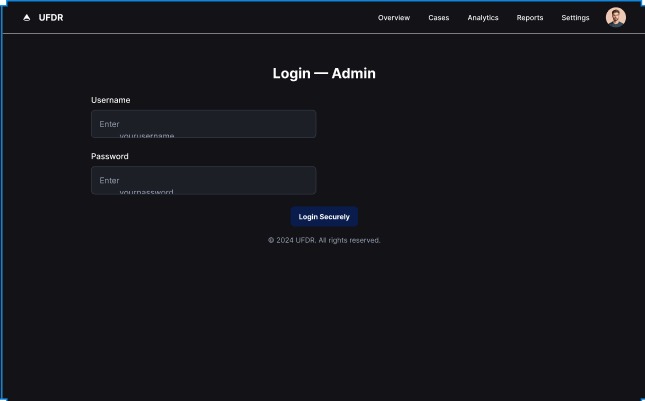 UFDR
Overview Cases Analytics Reports Settings
Login — Admin
Username
Enter
yourusername
Password
Enter
yourpassword
Login Securely
© 2024 UFDR. All rights reserved.